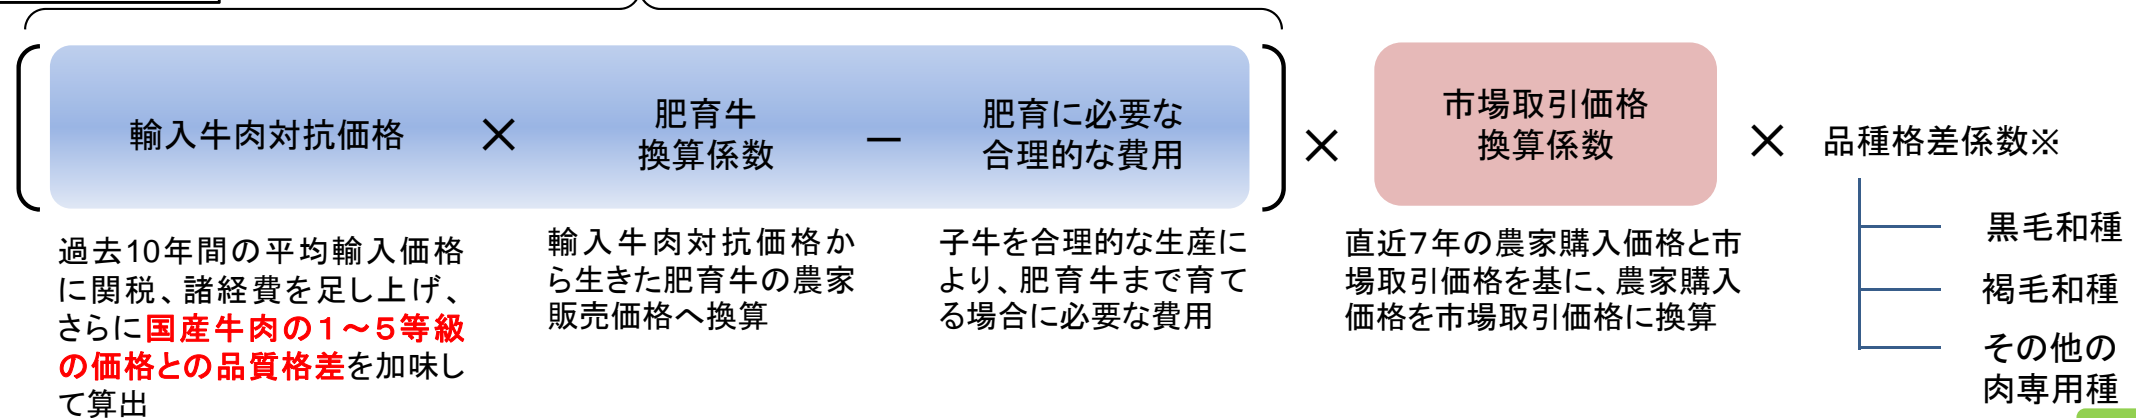 輸入牛肉対抗価格
×
肥育牛
換算係数
－
肥育に必要な
合理的な費用
×
市場取引価格
換算係数
×
品種格差係数※
過去10年間の平均輸入価格
に関税、諸経費を足し上げ、
さらに国産牛肉の１～５等級
の価格との品質格差を加味し
て算出
輸入牛肉対抗価格か
ら生きた肥育牛の農家
販売価格へ換算
子牛を合理的な生産に
より、肥育牛まで育て
る場合に必要な費用
直近７年の農家購入価格と市
場取引価格を基に、農家購入
価格を市場取引価格に換算
黒毛和種
褐毛和種
その他の
肉専用種